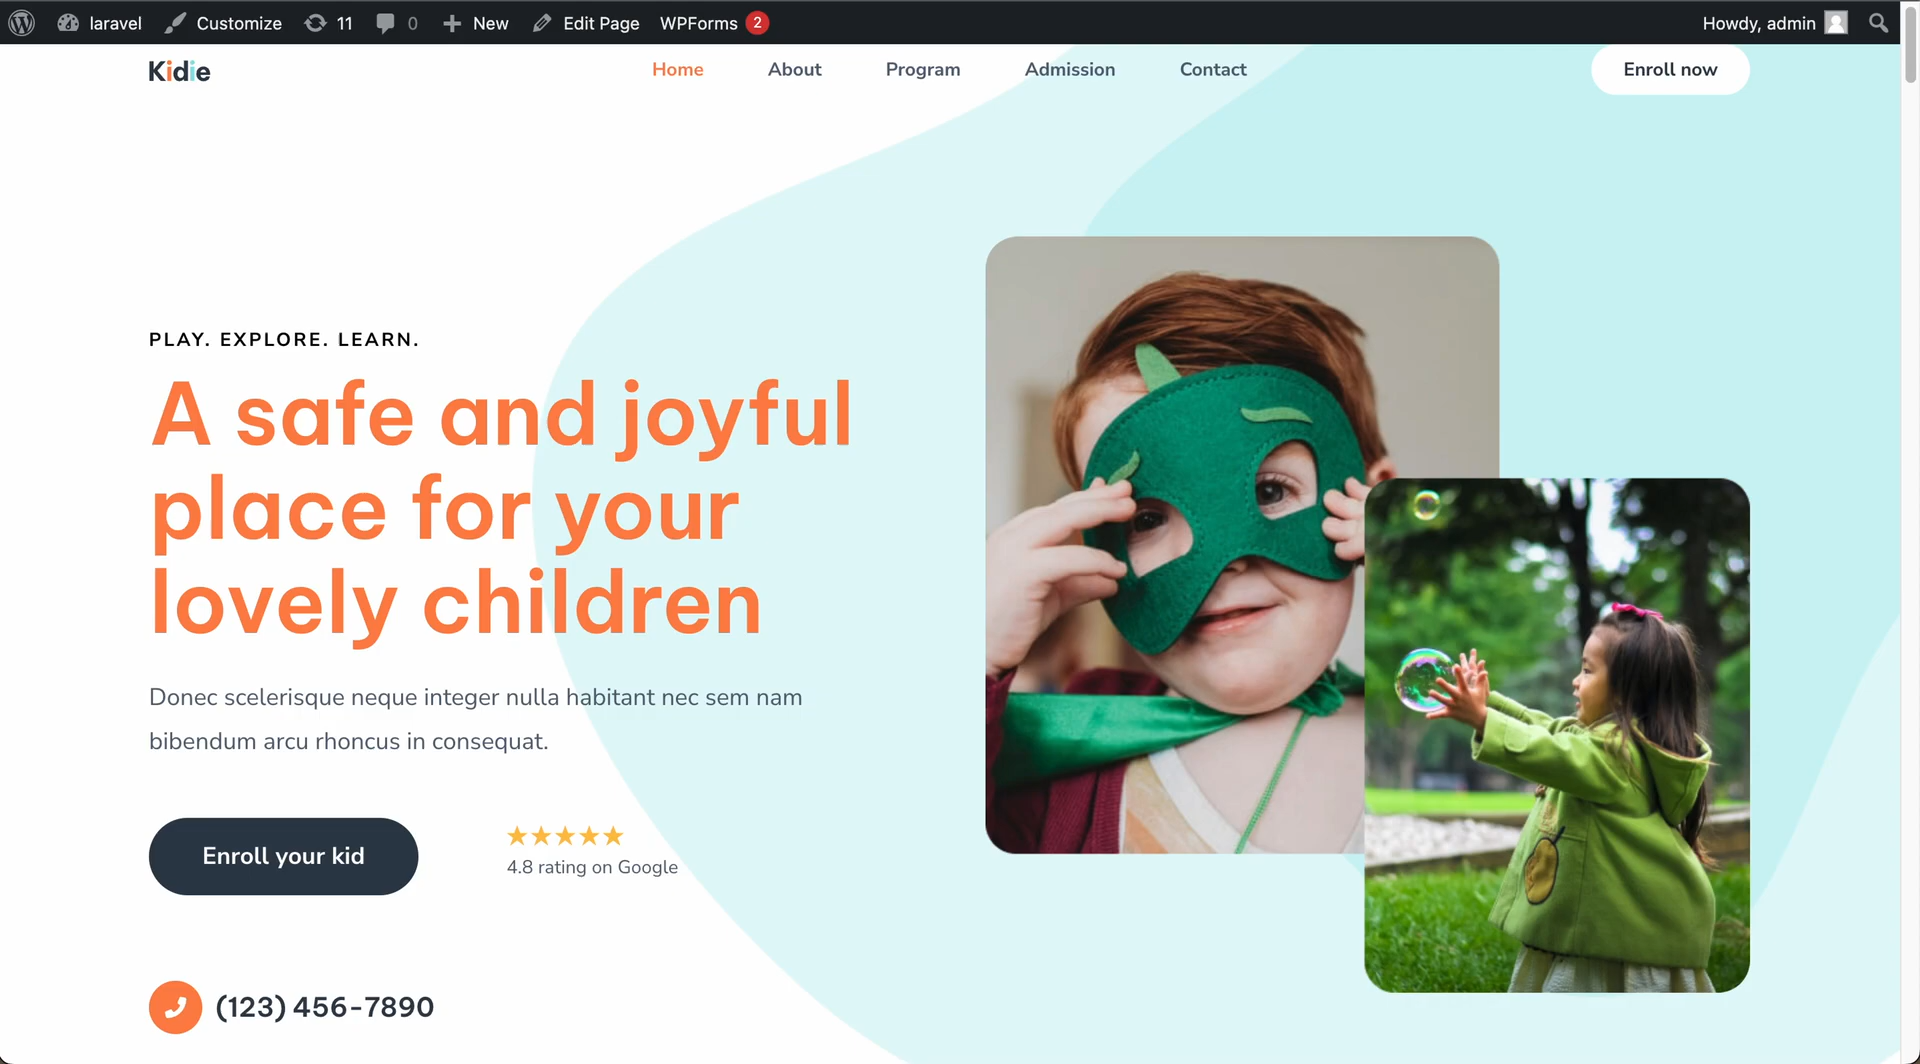 laravel Customize 11 0 New Edit Page WPForms 2 Howdy, admin
Kidie Home About Program Admission Contact Enroll now
PLAY. EXPLORE. LEARN.
A safe and joyful
place for your
lovely children
Donec scelerisque neque integer nulla habitant nec sem nam
bibendum arcu rhoncus in consequat.
Enroll your kid
4.8 rating on Google
(123) 456-7890